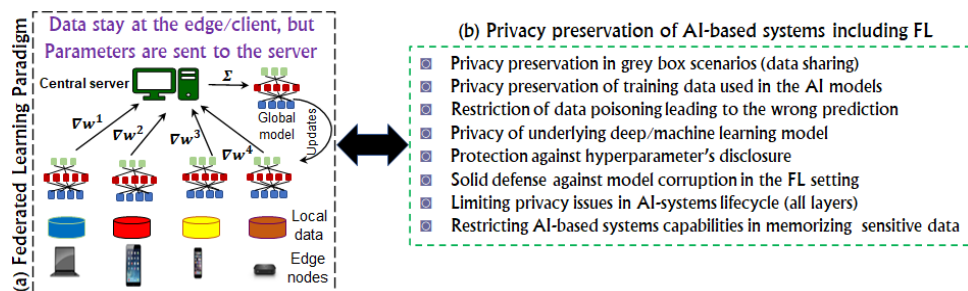 (a) Federated Learning Paradigm
Data stay at the edge/client, but
Parameters are sent to the server
Central server
Σ
Global
model
∇w¹
∇w²
∇w³
∇w⁴
Updates
Local
data
Edge
nodes
(b) Privacy preservation of AI-based systems including FL
Privacy preservation in grey box scenarios (data sharing)
Privacy preservation of training data used in the AI models
Restriction of data poisoning leading to the wrong prediction
Privacy of underlying deep/machine learning model
Protection against hyperparameter's disclosure
Solid defense against model corruption in the FL setting
Limiting privacy issues in AI-systems lifecycle (all layers)
Restricting AI-based systems capabilities in memorizing sensitive data